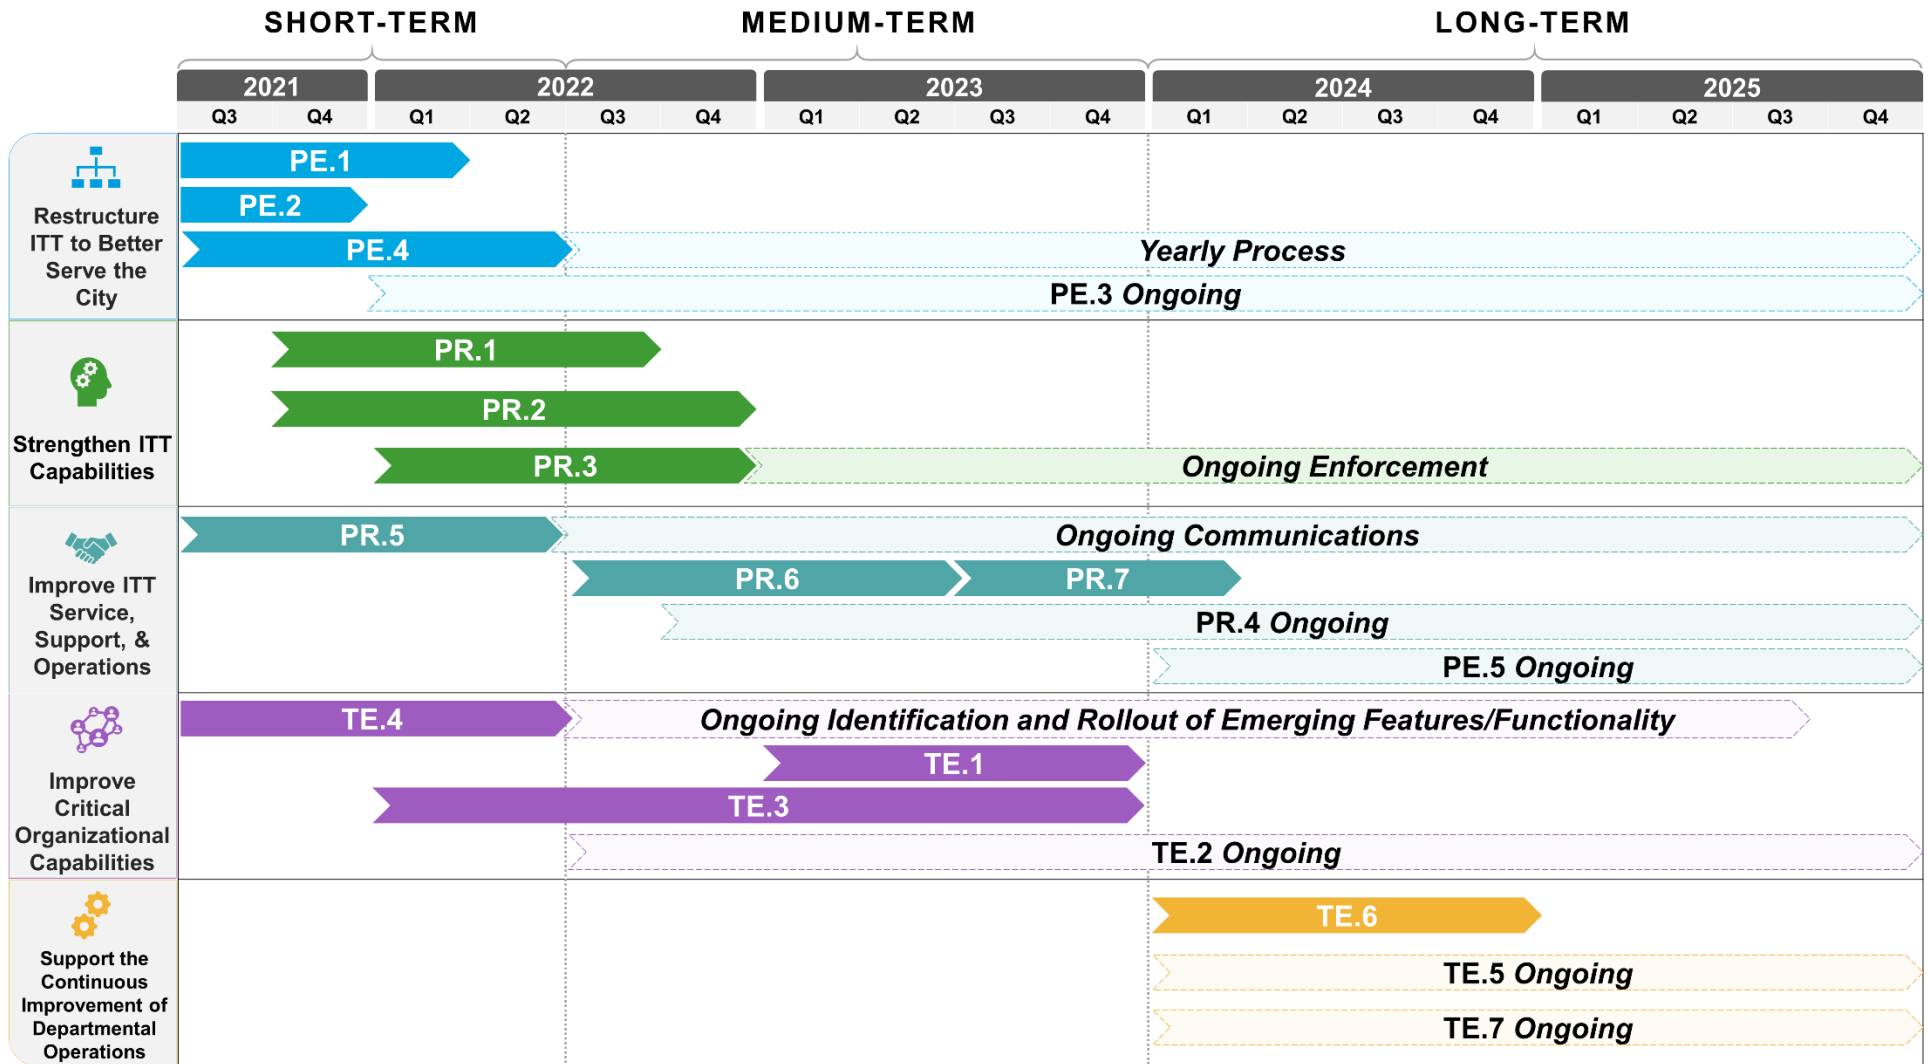 SHORT-TERM
MEDIUM-TERM
LONG-TERM
2021
2022
2023
2024
2025
Q3
Q4
Q1
Q2
Q3
Q4
Q1
Q2
Q3
Q4
Q1
Q2
Q3
Q4
Q1
Q2
Q3
Q4
Restructure
ITT to Better
Serve the
City
PE.1
PE.2
PE.4
Yearly Process
PE.3 Ongoing
Strengthen ITT
Capabilities
PR.1
PR.2
PR.3
Ongoing Enforcement
Improve ITT
Service,
Support, &
Operations
PR.5
Ongoing Communications
PR.6
PR.7
PR.4 Ongoing
PE.5 Ongoing
Improve
Critical
Organizational
Capabilities
TE.4
Ongoing Identification and Rollout of Emerging Features/Functionality
TE.1
TE.3
TE.2 Ongoing
Support the
Continuous
Improvement of
Departmental
Operations
TE.6
TE.5 Ongoing
TE.7 Ongoing